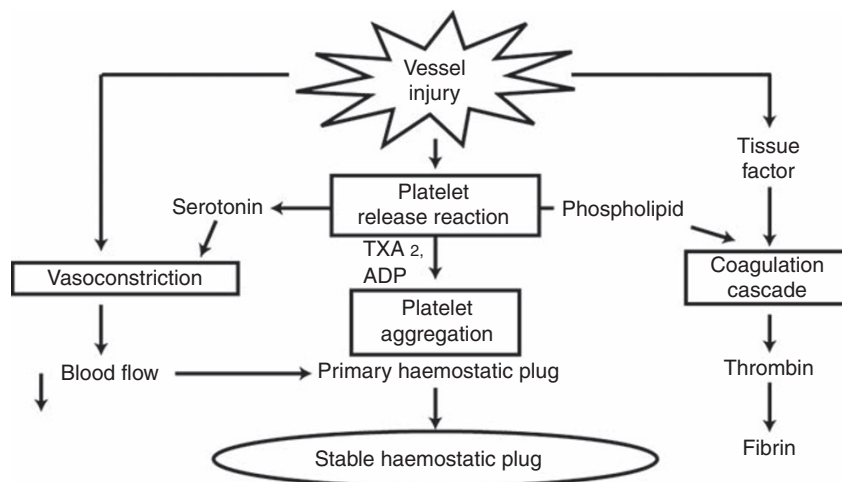 Vessel
injury
Tissue
factor
Platelet
release reaction
Serotonin
Phospholipid
TXA 2,
ADP
Vasoconstriction
Coagulation
cascade
Platelet
aggregation
Blood flow
Primary haemostatic plug
Thrombin
Stable haemostatic plug
Fibrin